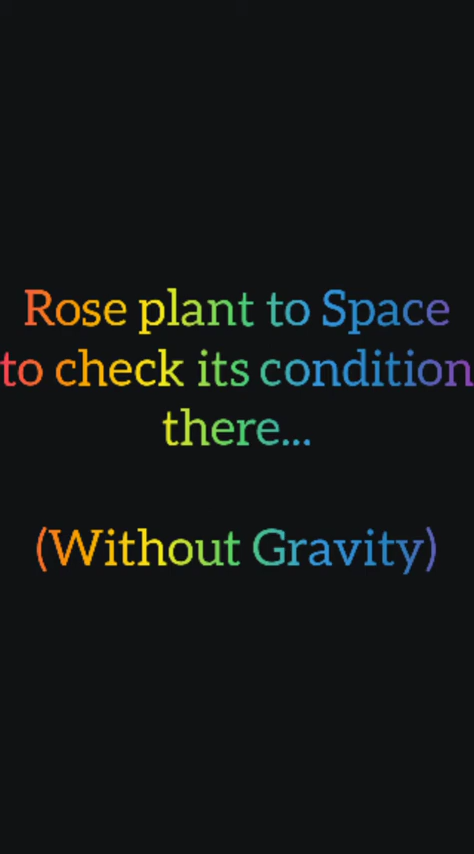 Rose plant to Space
to check its condition
there...
(Without Gravity)